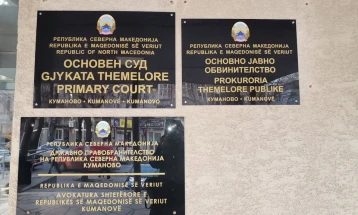 РЕПУБЛИКА СЕВЕРНА МАКЕДОНИЈА
REPUBLIKA E MAQEDONISË SË VERIUT
REPUBLIC OF NORTH MACEDONIA
ОСНОВЕН СУД
GJYKATA THEMELORE
PRIMARY COURT
КУМАНОВО - KUMANOVË - KUMANOVO
РЕПУБЛИКА СЕВЕРНА МАКЕДОНИЈА
REPUBLIKA E MAQEDONISË SË VERIUT
ОСНОВНО ЈАВНО
ОБВИНИТЕЛСТВО
PROKURORIA
THEMELORE PUBLIKE
КУМАНОВО - KUMANOVË
РЕПУБЛИКА СЕВЕРНА МАКЕДОНИЈА
ДРЖАВНО ПРАВОБРАНИТЕЛСТВО
НА РЕПУБЛИКА СЕВЕРНА МАКЕДОНИЈА
КУМАНОВО
REPUBLIKA E MAQEDONISË SË VERIUT
AVOKATURA SHTETËRORE E
REPUBLIKËS SË MAQEDONISË SË VERIUT
KUMANOVË